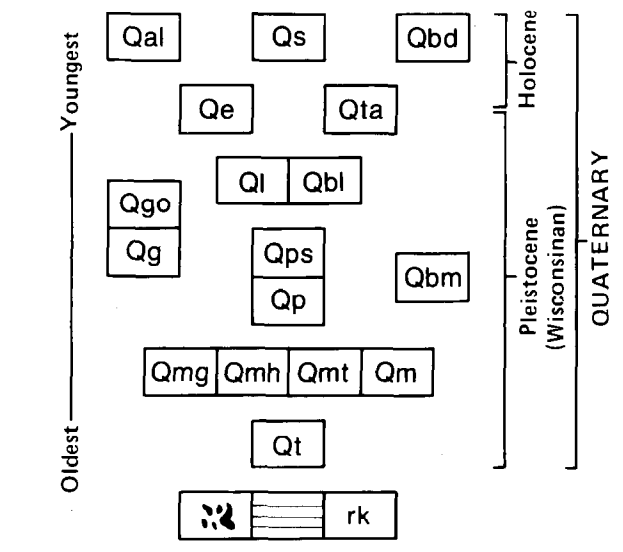 Qal Qs Qbd
Qe Qta
Ql Qbl
Qgo
Qg
Qps
Qp
Qbm
Qmg Qmh Qmt Qm
Qt
rk
Youngest
Oldest
Holocene
Pleistocene
(Wisconsinan)
QUATERNARY